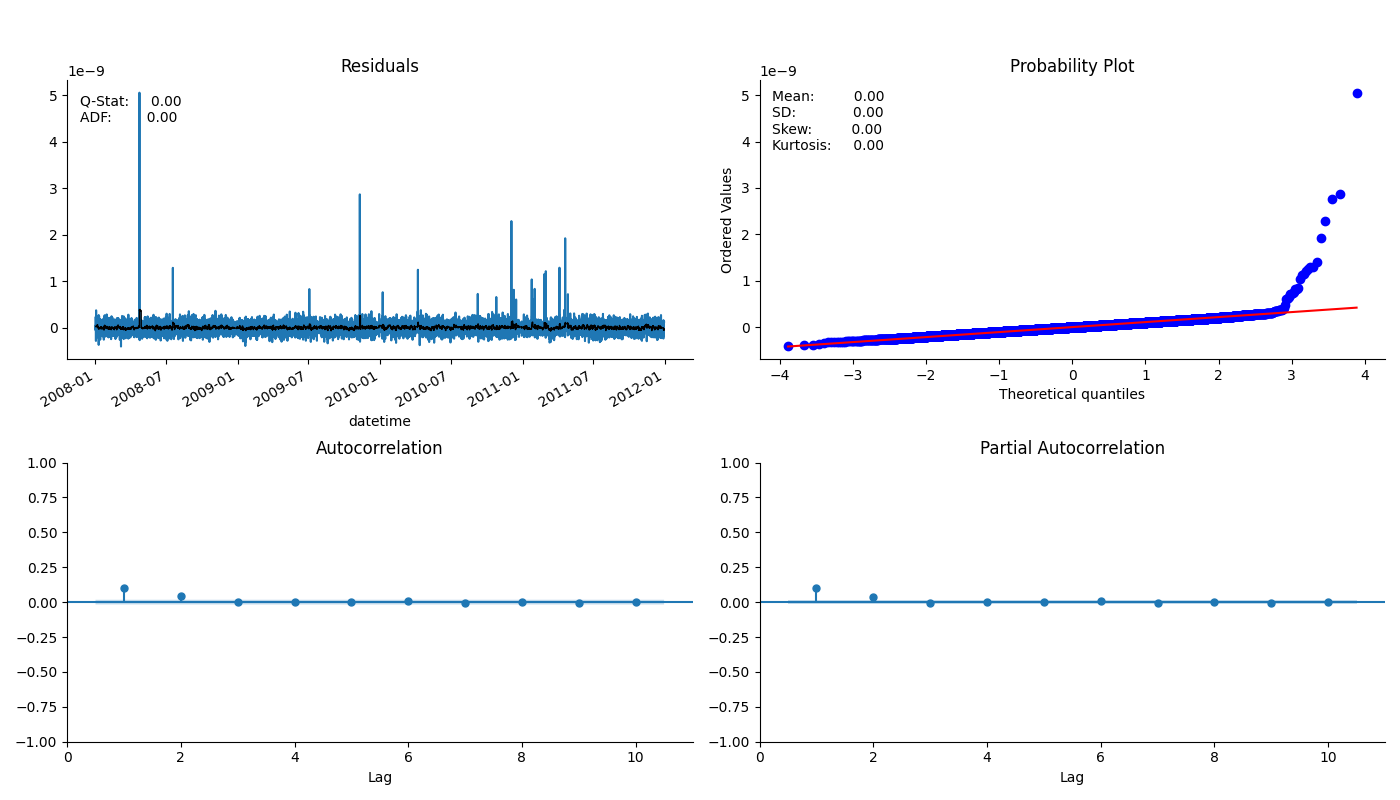 Residuals
1e−9
Q-Stat: 0.00
ADF: 0.00
5
4
3
2
1
0
2008-01
2008-07
2009-01
2009-07
2010-01
2010-07
2011-01
2011-07
2012-01
datetime
Probability Plot
1e−9
Mean: 0.00
SD: 0.00
Skew: 0.00
Kurtosis: 0.00
Ordered Values
5
4
3
2
1
0
−4 −3 −2 −1 0 1 2 3 4
Theoretical quantiles
Autocorrelation
1.00
0.75
0.50
0.25
0.00
−0.25
−0.50
−0.75
−1.00
0 2 4 6 8 10
Lag
Partial Autocorrelation
1.00
0.75
0.50
0.25
0.00
−0.25
−0.50
−0.75
−1.00
0 2 4 6 8 10
Lag